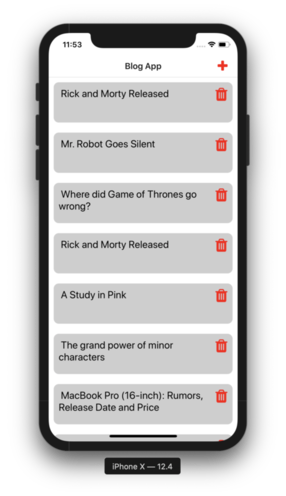 11:53
Blog App
Rick and Morty Released
Mr. Robot Goes Silent
Where did Game of Thrones go
wrong?
Rick and Morty Released
A Study in Pink
The grand power of minor
characters
MacBook Pro (16-inch): Rumors,
Release Date and Price
iPhone X — 12.4